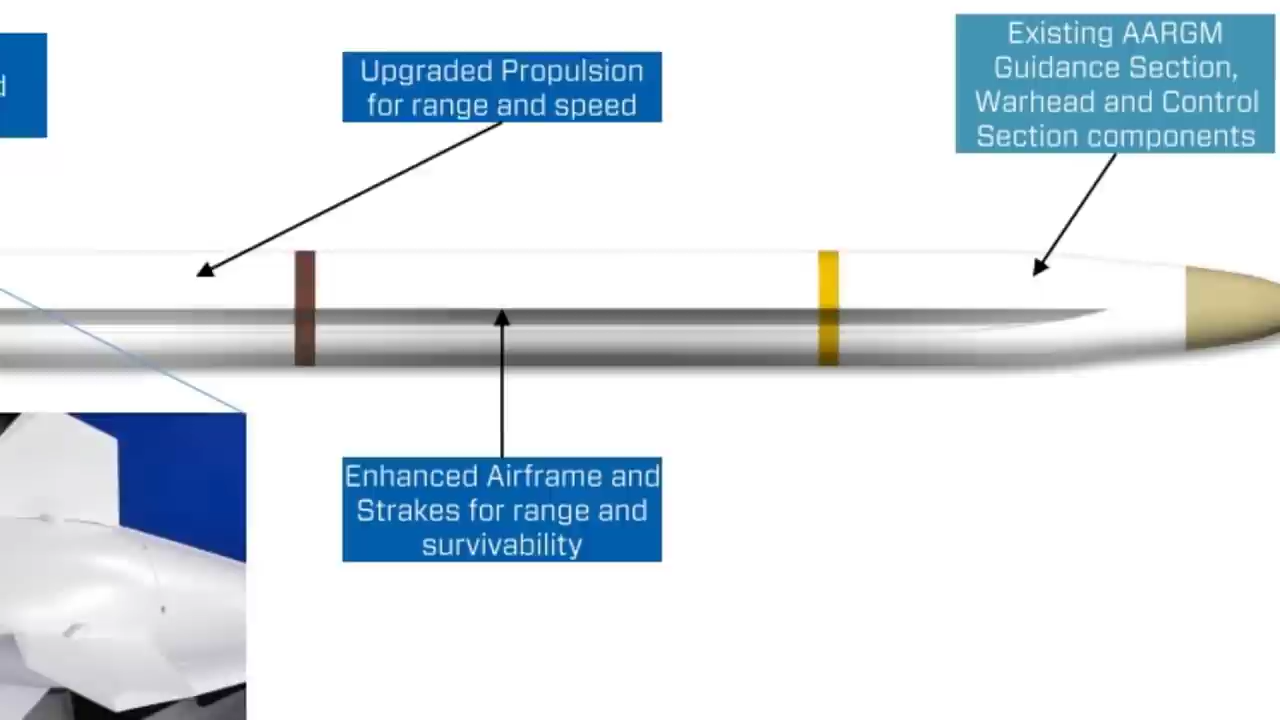 Upgraded Propulsion
for range and speed
Existing AARGM
Guidance Section,
Warhead and Control
Section components
Enhanced Airframe and
Strakes for range and
survivability